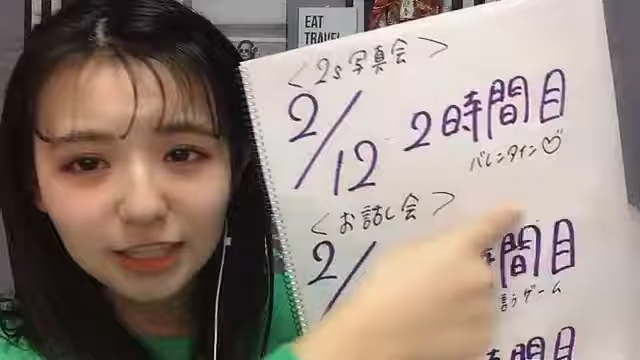 EAT
TRAVEL
<2s写真会>
2/12 2時間目
バレンタイン♡
<お話し会>
2/ 時間目
言うゲーム
時間目